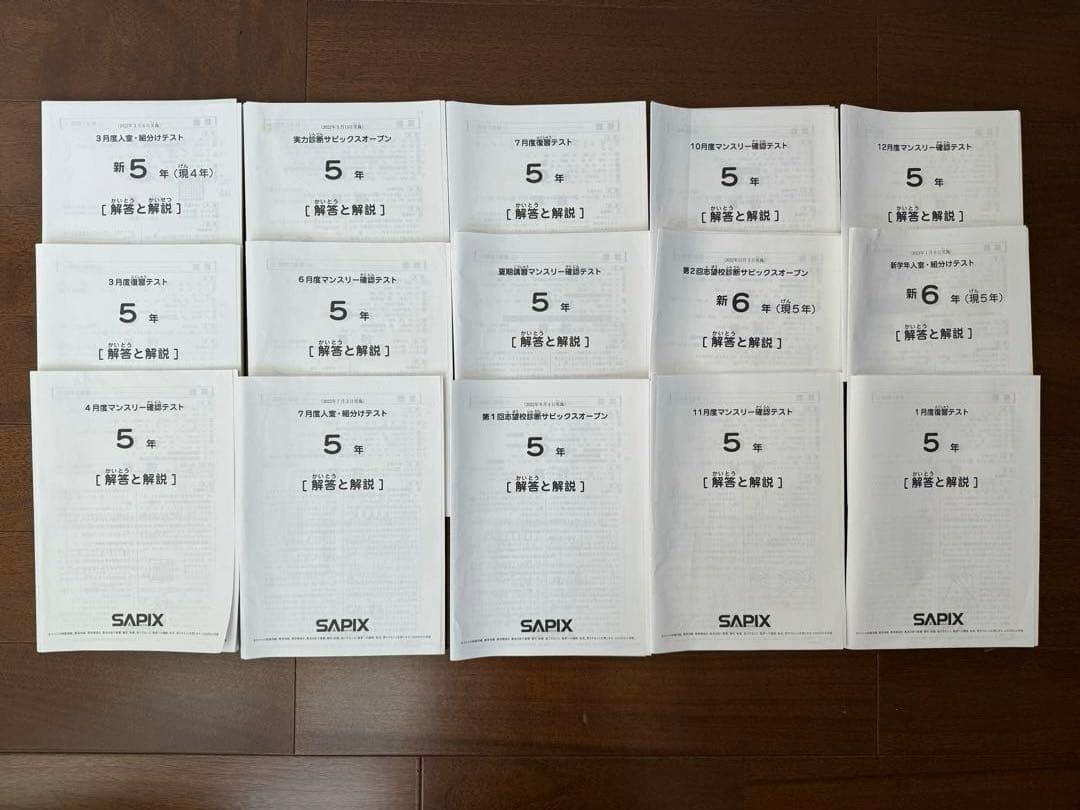 3月度入室・組分けテスト
新 5 年(現4年)
[ 解答と解説 ]
3月度復習テスト
5 年
[ 解答と解説 ]
4月度マンスリー確認テスト
5 年
[ 解答と解説 ]
SAPIX
実力診断サピックスオープン
5 年
[ 解答と解説 ]
6月度マンスリー確認テスト
5 年
[ 解答と解説 ]
7月度入室・組分けテスト
5 年
[ 解答と解説 ]
SAPIX
7月度復習テスト
5 年
[ 解答と解説 ]
夏期講習マンスリー確認テスト
5 年
[ 解答と解説 ]
第1回志望校診断サピックスオープン
5 年
[ 解答と解説 ]
SAPIX
10月度マンスリー確認テスト
5 年
[ 解答と解説 ]
第2回志望校診断サピックスオープン
新 6 年(現5年)
[ 解答と解説 ]
11月度マンスリー確認テスト
5 年
[ 解答と解説 ]
SAPIX
12月度マンスリー確認テスト
5 年
[ 解答と解説 ]
新学年入室・組分けテスト
新 6 年(現5年)
[ 解答と解説 ]
1月度復習テスト
5 年
[ 解答と解説 ]
SAPIX